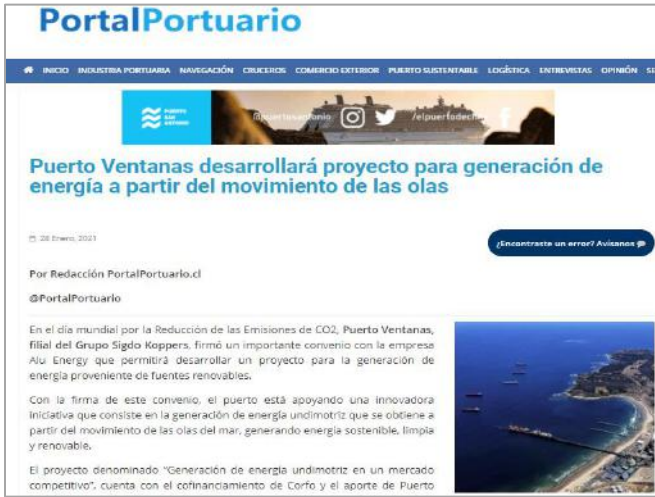 PortalPortuario
INICIO INDUSTRIA PORTUARIA NAVEGACIÓN CRUCEROS COMERCIO EXTERIOR PUERTO SUSTENTABLE LOGÍSTICA ENTREVISTAS OPINIÓN
PUERTO
SAN
ANTONIO
@puertosanantonio
Puerto Ventanas desarrollará proyecto para generación de
energía a partir del movimiento de las olas
28 Enero, 2021
¿Encontraste un error? Avísanos
Por Redacción PortalPortuario.cl
@PortalPortuario
En el día mundial por la Reducción de las Emisiones de CO2, Puerto Ventanas,
filial del Grupo Sigdo Koppers, firmó un importante convenio con la empresa
Alu Energy que permitirá desarrollar un proyecto para la generación de
energía proveniente de fuentes renovables.
Con la firma de este convenio, el puerto está apoyando una innovadora
iniciativa que consiste en la generación de energía undimotriz que se obtiene a
partir del movimiento de las olas del mar, generando energía sostenible, limpia
y renovable.
El proyecto denominado "Generación de energía undimotriz en un mercado
competitivo", cuenta con el cofinanciamiento de Corfo y el aporte de Puerto